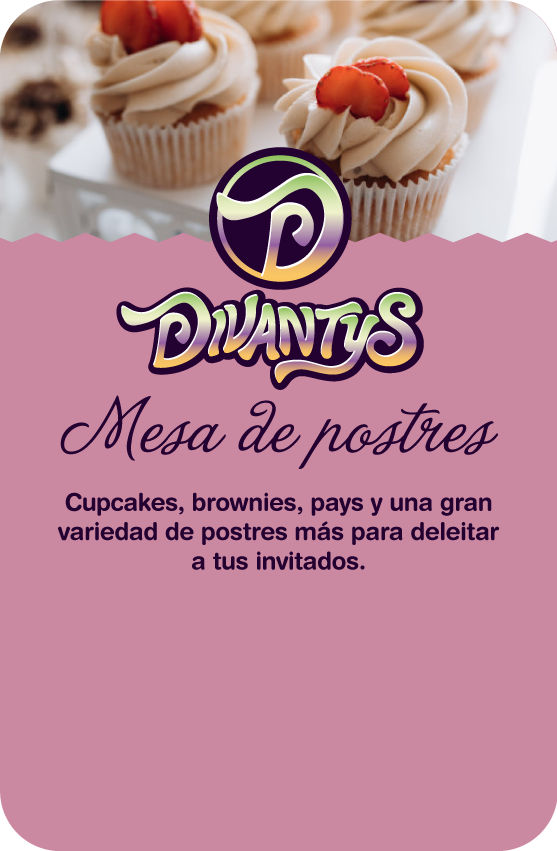 D
DIVANTYS
Mesa de postres
Cupcakes, brownies, pays y una gran
variedad de postres más para deleitar
a tus invitados.